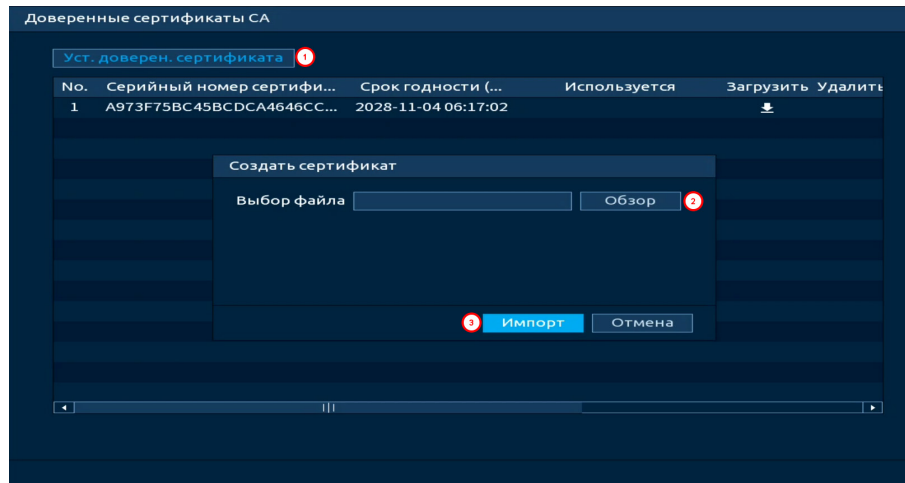 Доверенные сертификаты CA
Уст. доверен. сертификата 1
No. Серийный номер сертифи... Срок годности (... Используется Загрузить Удалить
1 A973F75BC45BCDCA4646CC... 2028-11-04 06:17:02
Создать сертификат
Выбор файла Обзор 2
3 Импорт Отмена